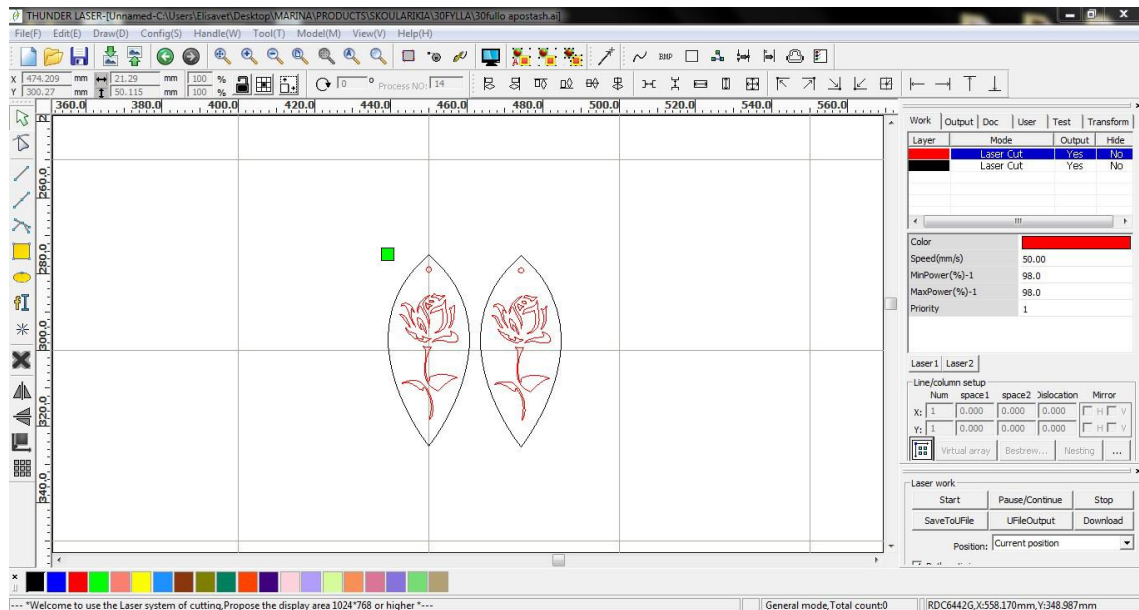 THUNDER LASER-[Unnamed-C:\Users\Elisavet\Desktop\MARINA\PRODUCTS\SKOULARIKIA\30FYLLA\30fullo apostash.ai]
File(F) Edit(E) Draw(D) Config(S) Handle(W) Tool(T) Model(M) View(V) Help(H)
BMP
X 474.209 mm 21.29 mm 100 % 0 ° Process NO: 14
Y 300.27 mm 50.115 mm 100 %
360.0 380.0 400.0 420.0 440.0 460.0 480.0 500.0 520.0 540.0 560.0
260.0
280.0
300.0
320.0
340.0
Work Output Doc User Test Transform
Layer Mode Output Hide
Laser Cut Yes No
Laser Cut Yes No
Color
Speed(mm/s) 50.00
MinPower(%)-1 98.0
MaxPower(%)-1 98.0
Priority 1
Laser1 Laser2
Line/column setup
Num space1 space2 Dislocation Mirror
X: 1 0.000 0.000 0.000 H V
Y: 1 0.000 0.000 0.000 H V
Virtual array Bestrew... Nesting ...
Laser work
Start Pause/Continue Stop
SaveToUFile UFileOutput Download
Position: Current position
--- *Welcome to use the Laser system of cutting,Propose the display area 1024*768 or higher *---
General mode,Total count:0
RDC6442G,X:558.170mm,Y:348.987mm